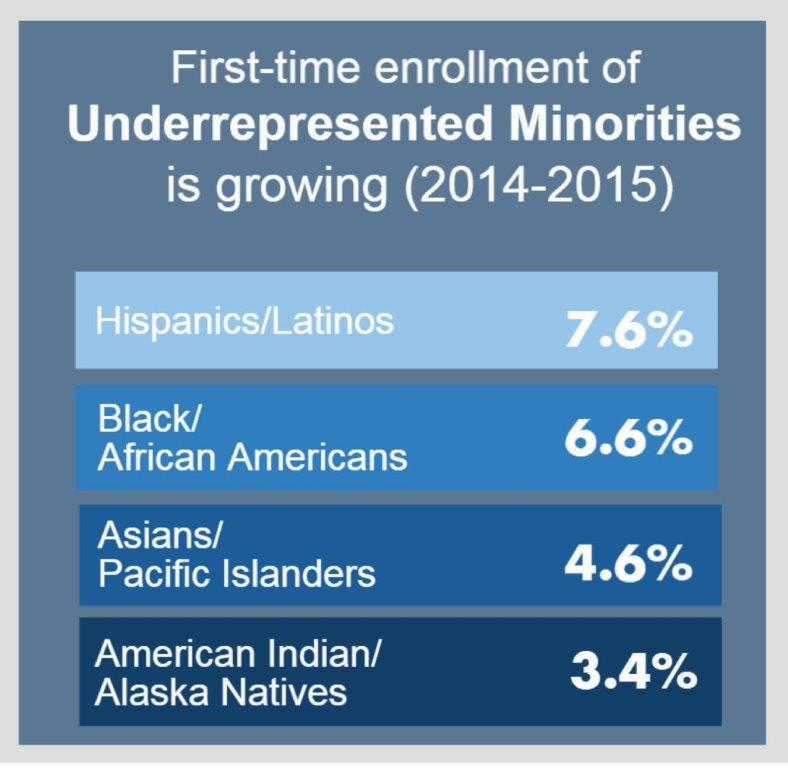 First-time enrollment of
Underrepresented Minorities
is growing (2014-2015)
Hispanics/Latinos 7.6%
Black/
African Americans 6.6%
Asians/
Pacific Islanders 4.6%
American Indian/
Alaska Natives 3.4%